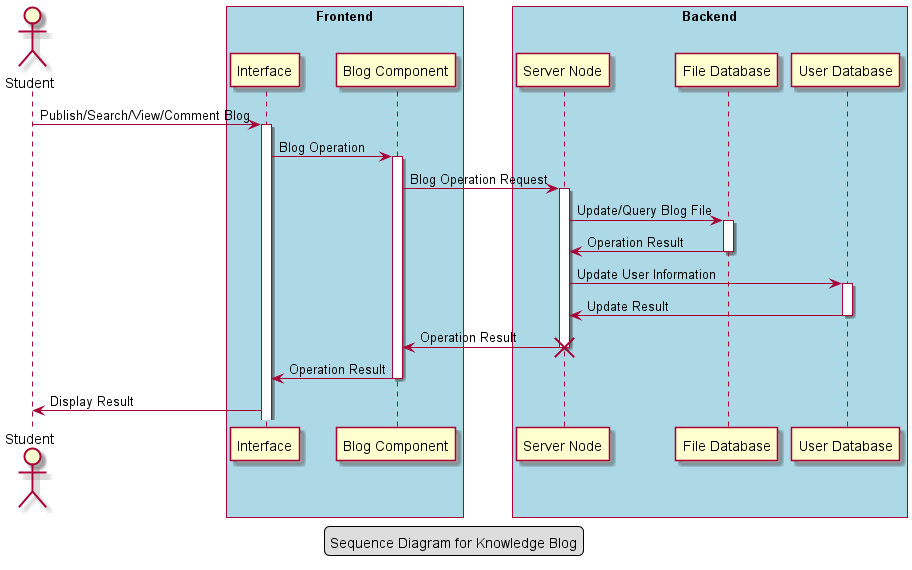 Frontend
Backend
Student
Interface
Blog Component
Server Node
File Database
User Database
Publish/Search/View/Comment Blog
Blog Operation
Blog Operation Request
Update/Query Blog File
Operation Result
Update User Information
Update Result
Operation Result
Operation Result
Display Result
Student
Interface
Blog Component
Server Node
File Database
User Database
Sequence Diagram for Knowledge Blog